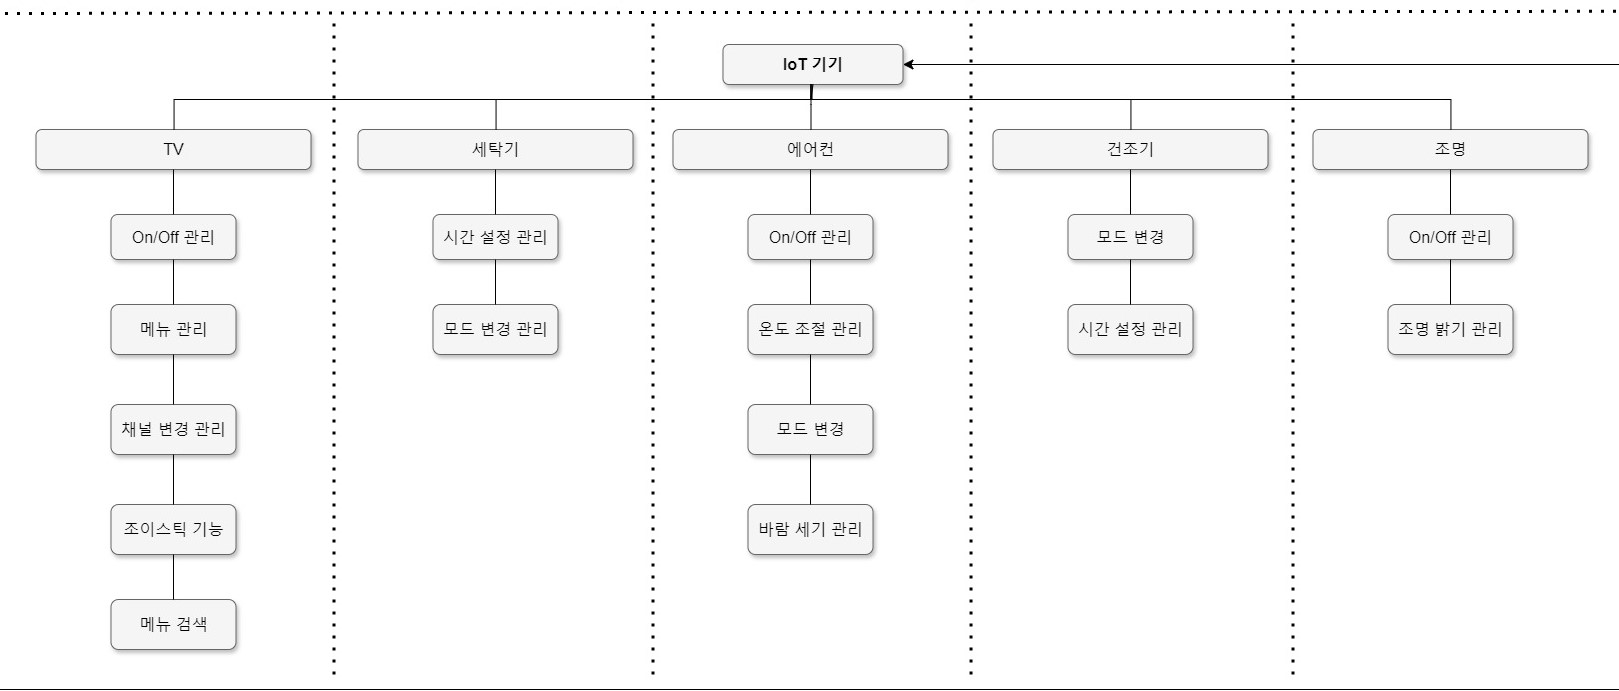 IoT 기기
TV
세탁기
에어컨
건조기
조명
On/Off 관리
시간 설정 관리
On/Off 관리
모드 변경
On/Off 관리
메뉴 관리
모드 변경 관리
온도 조절 관리
시간 설정 관리
조명 밝기 관리
채널 변경 관리
모드 변경
조이스틱 기능
바람 세기 관리
메뉴 검색